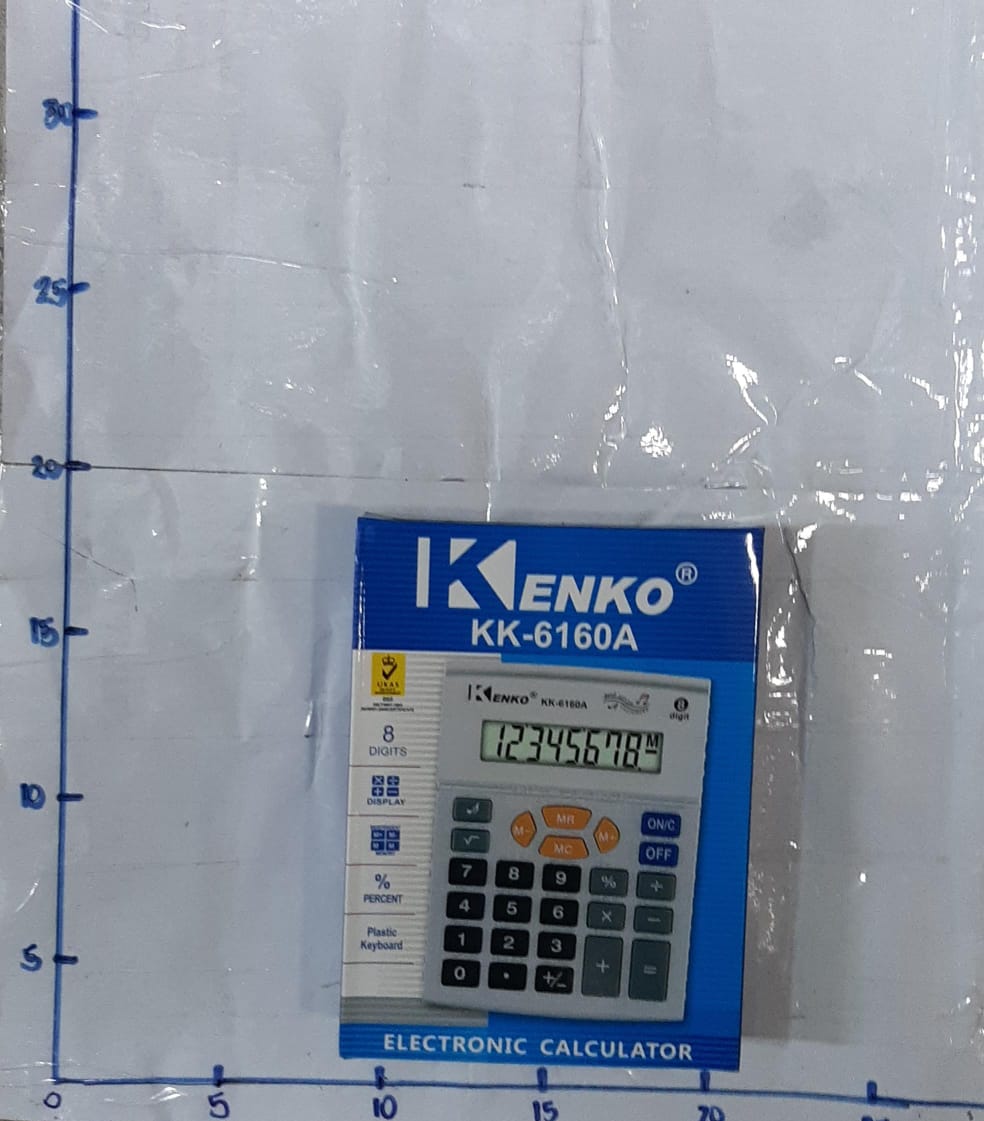 30
25
20
15
10
5
0
5
10
15
20
KENKO®
KK-6160A
UKAS
8
DIGITS
DISPLAY
%
PERCENT
Plastic
Keyboard
KENKO® KK-6160A
8
digit
12345678.
M
−
MR
M-
M+
MC
ON/C
OFF
√
7 8 9 % ÷
4 5 6 × −
1 2 3 + =
0 • +/−
ELECTRONIC CALCULATOR